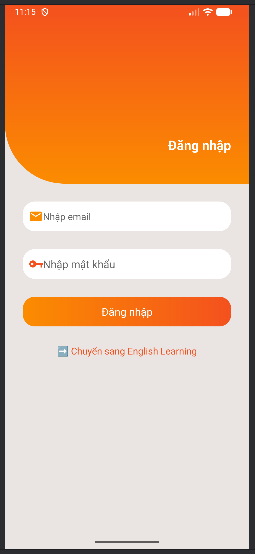 11:15
Đăng nhập
Nhập email
Nhập mật khẩu
Đăng nhập
➡️ Chuyển sang English Learning